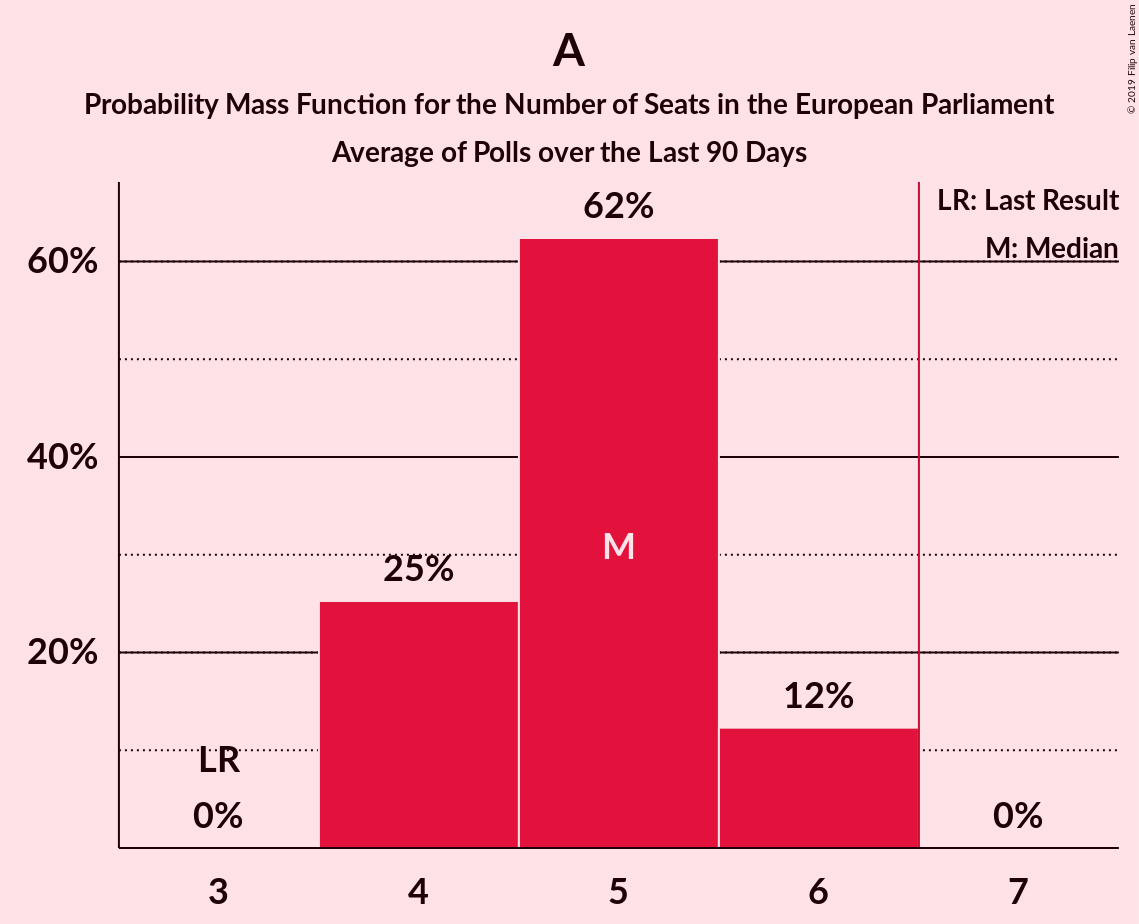 A
Probability Mass Function for the Number of Seats in the European Parliament
Average of Polls over the Last 90 Days
© 2019 Filip van Laenen
LR: Last Result
M: Median
62%
60%
40%
M
25%
20%
12%
LR
0%
0%
3 4 5 6 7